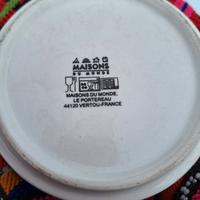 MAISONS
DU MONDE
MAISONS DU MONDE,
LE PORTEREAU
44120 VERTOU-FRANCE